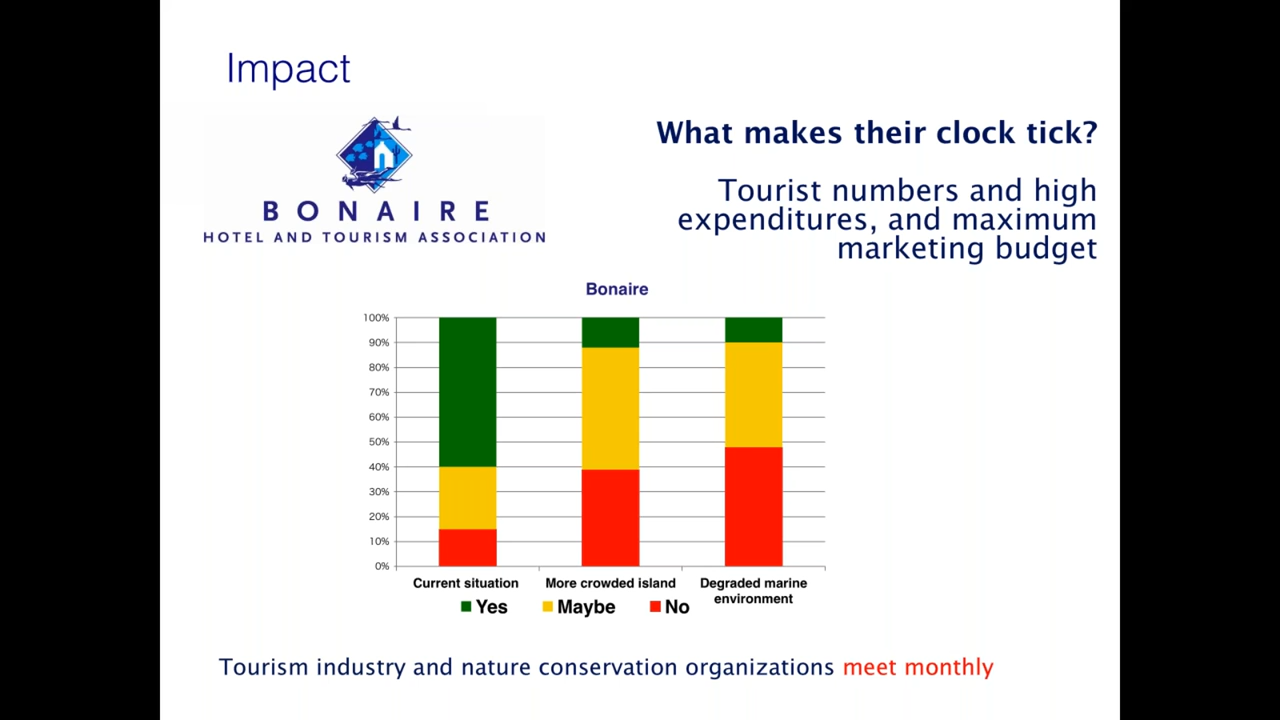 Impact
BONAIRE
HOTEL AND TOURISM ASSOCIATION
What makes their clock tick?
Tourist numbers and high
expenditures, and maximum
marketing budget
Bonaire
100%
90%
80%
70%
60%
50%
40%
30%
20%
10%
0%
Current situation
More crowded island
Degraded marine
environment
Yes
Maybe
No
Tourism industry and nature conservation organizations meet monthly